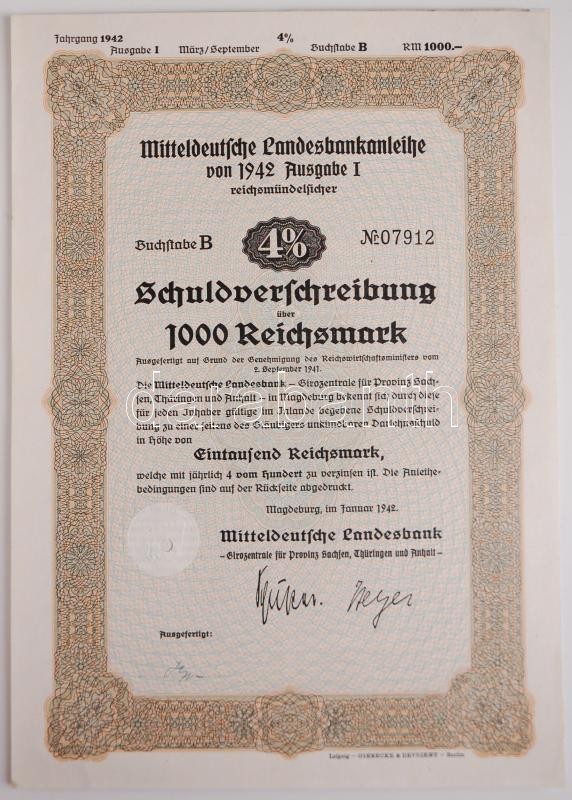 Jahrgang 1942 4%
Ausgabe I März/September Buchstabe B RM 1000.–
Mitteldeutsche Landesbankanleihe
von 1942 Ausgabe I
reichsmündelsicher
Buchstabe B 4% № 07912
Schuldverschreibung
über
1000 Reichsmark
Ausgefertigt auf Grund der Genehmigung des Reichswirtschaftsministers vom
2. September 1941.
Die Mitteldeutsche Landesbank – Girozentrale für Provinz Sach-
sen, Thüringen und Anhalt – in Magdeburg bekennt sich durch diese
für jeden Inhaber gültige im Inlande begebene Schuldverschrei-
bung zu einer seitens des Gläubigers unkündbaren Darlehnsschuld
in Höhe von
Eintausend Reichsmark,
welche mit jährlich 4 vom Hundert zu verzinsen ist. Die Anleihe-
bedingungen sind auf der Rückseite abgedruckt.
Magdeburg, im Januar 1942.
Mitteldeutsche Landesbank
– Girozentrale für Provinz Sachsen, Thüringen und Anhalt –
Ausgefertigt:
Leipzig – GIESECKE & DEVRIENT – Berlin